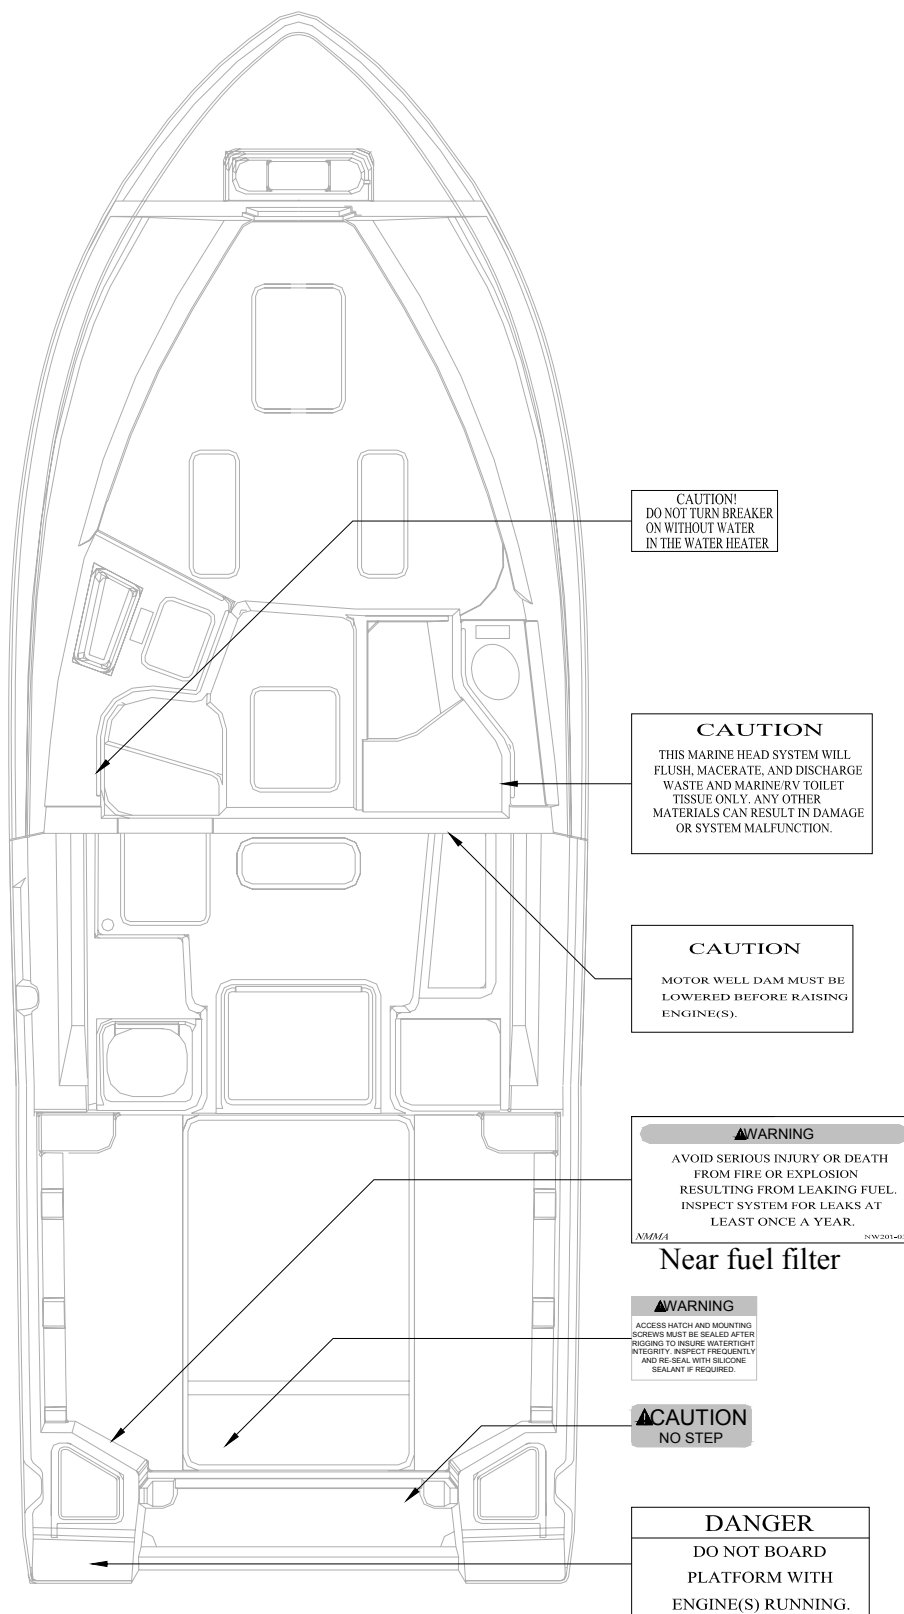 CAUTION!
DO NOT TURN BREAKER
ON WITHOUT WATER
IN THE WATER HEATER
CAUTION
THIS MARINE HEAD SYSTEM WILL
FLUSH, MACERATE, AND DISCHARGE
WASTE AND MARINE/RV TOILET
TISSUE ONLY. ANY OTHER
MATERIALS CAN RESULT IN DAMAGE
OR SYSTEM MALFUNCTION.
CAUTION
MOTOR WELL DAM MUST BE
LOWERED BEFORE RAISING
ENGINE(S).
WARNING
AVOID SERIOUS INJURY OR DEATH
FROM FIRE OR EXPLOSION
RESULTING FROM LEAKING FUEL.
INSPECT SYSTEM FOR LEAKS AT
LEAST ONCE A YEAR.
NMMA
Near fuel filter
WARNING
ACCESS HATCH AND MOUNTING
SCREWS MUST BE SEALED AFTER
RIGGING TO INSURE WATERTIGHT
INTEGRITY. INSPECT FREQUENTLY
AND RE-SEAL WITH SILICONE
SEALANT IF REQUIRED.
CAUTION
NO STEP
DANGER
DO NOT BOARD
PLATFORM WITH
ENGINE(S) RUNNING.